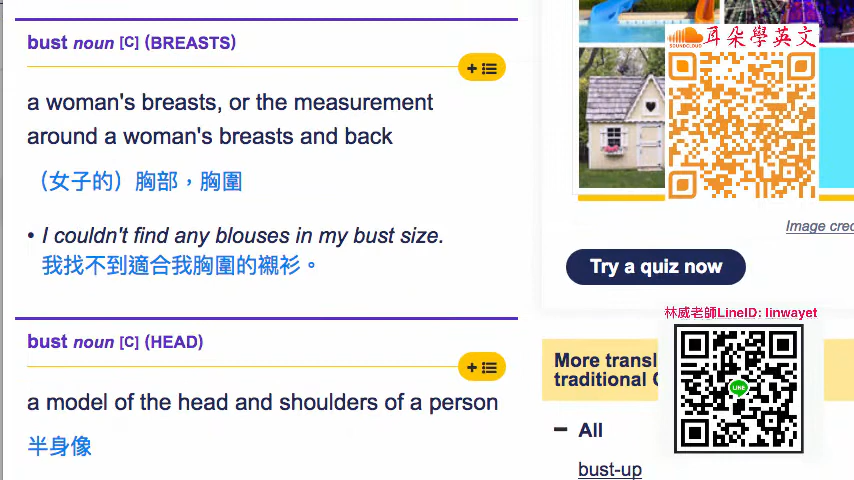 bust noun [C] (BREASTS)
a woman's breasts, or the measurement
around a woman's breasts and back
（女子的）胸部，胸圍
• I couldn't find any blouses in my bust size.
我找不到適合我胸圍的襯衫。
bust noun [C] (HEAD)
a model of the head and shoulders of a person
半身像
SOUNDCLOUD
耳朵學英文
Image cred
Try a quiz now
林威老師LineID: linwayet
LINE
More transl
traditional C
All
bust-up